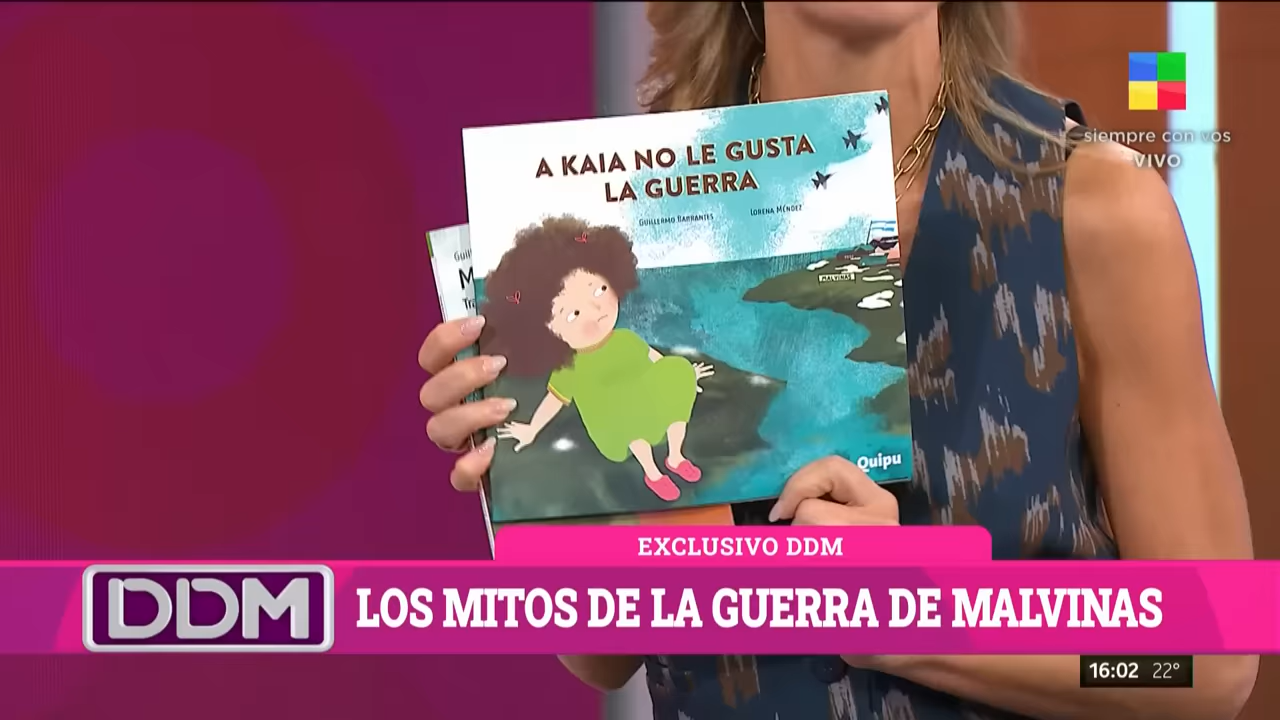 A KAIA NO LE GUSTA
LA GUERRA
GUILLERMO BARRANTES LORENA MÉNDEZ
MALVINAS
Quipu
siempre con vos
VIVO
EXCLUSIVO DDM
DDM
LOS MITOS DE LA GUERRA DE MALVINAS
16:02 22°